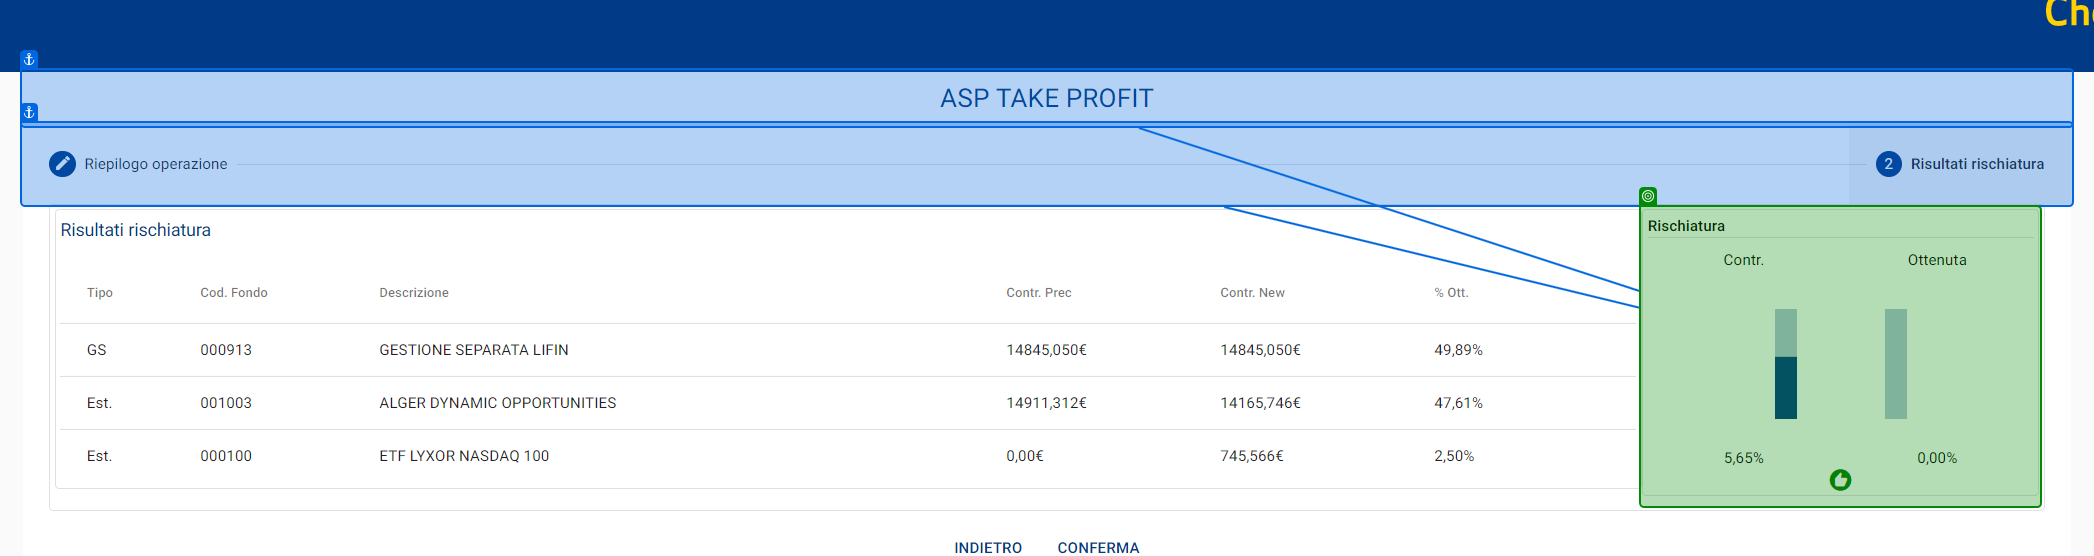 ASP TAKE PROFIT
Riepilogo operazione
2 Risultati rischiatura
Risultati rischiatura
Tipo Cod. Fondo Descrizione Contr. Prec Contr. New % Ott.
GS 000913 GESTIONE SEPARATA LIFIN 14845,050€ 14845,050€ 49,89%
Est. 001003 ALGER DYNAMIC OPPORTUNITIES 14911,312€ 14165,746€ 47,61%
Est. 000100 ETF LYXOR NASDAQ 100 0,00€ 745,566€ 2,50%
Rischiatura
Contr. Ottenuta
5,65% 0,00%
INDIETRO CONFERMA